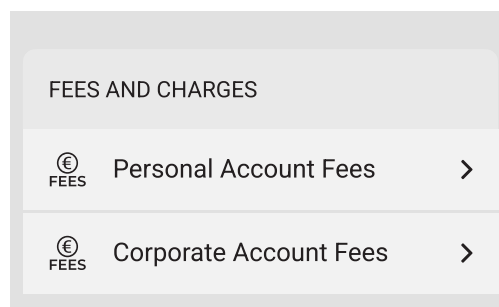 FEES AND CHARGES
€
FEES
Personal Account Fees
€
FEES
Corporate Account Fees